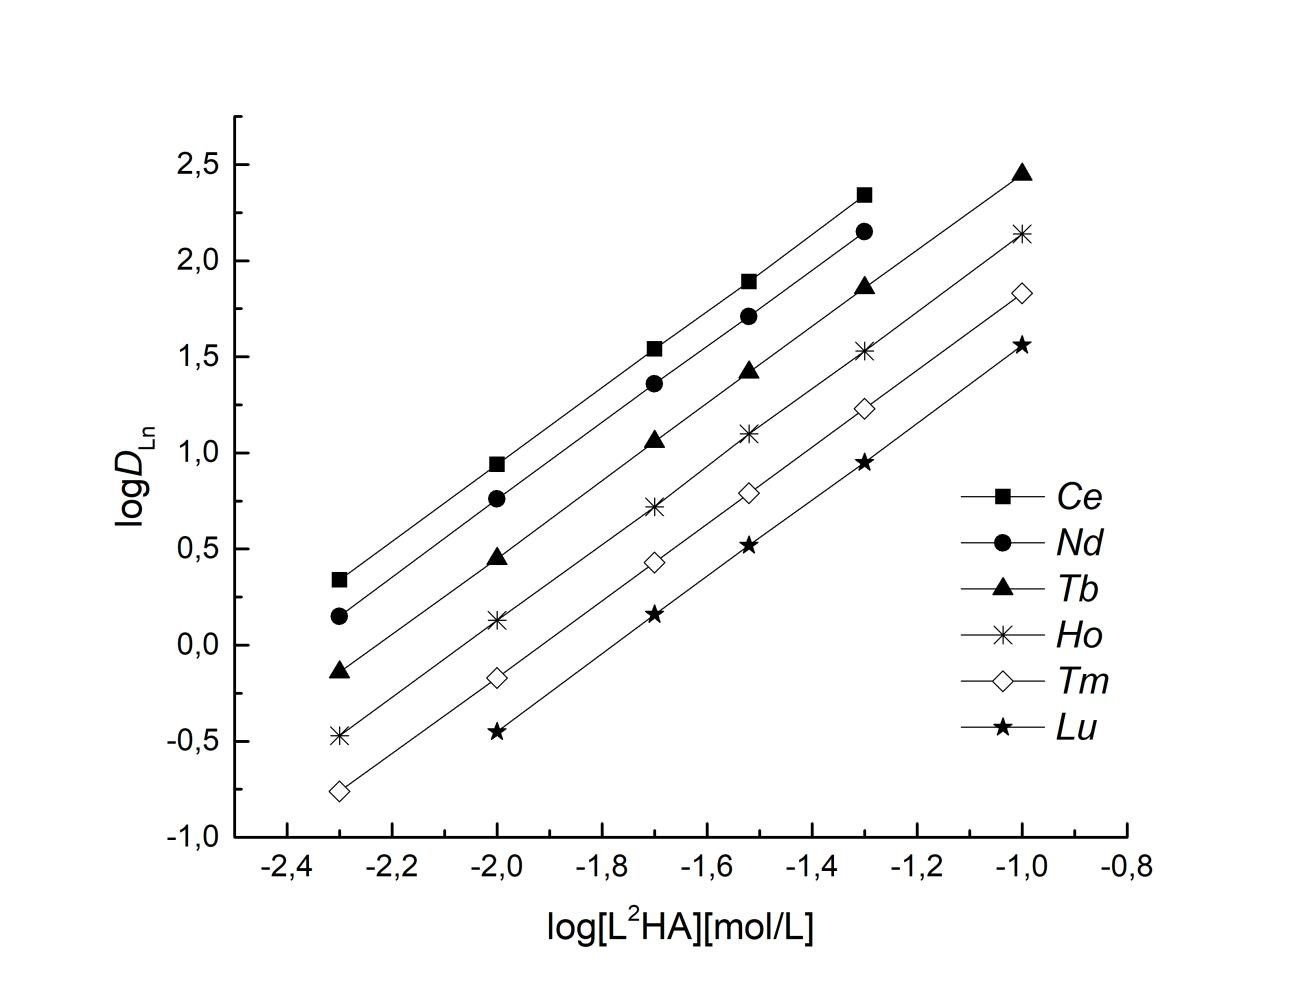 2,5
2,0
1,5
1,0
0,5
0,0
-0,5
-1,0
logD_Ln
-2,4 -2,2 -2,0 -1,8 -1,6 -1,4 -1,2 -1,0 -0,8
log[L²HA][mol/L]
Ce
Nd
Tb
Ho
Tm
Lu